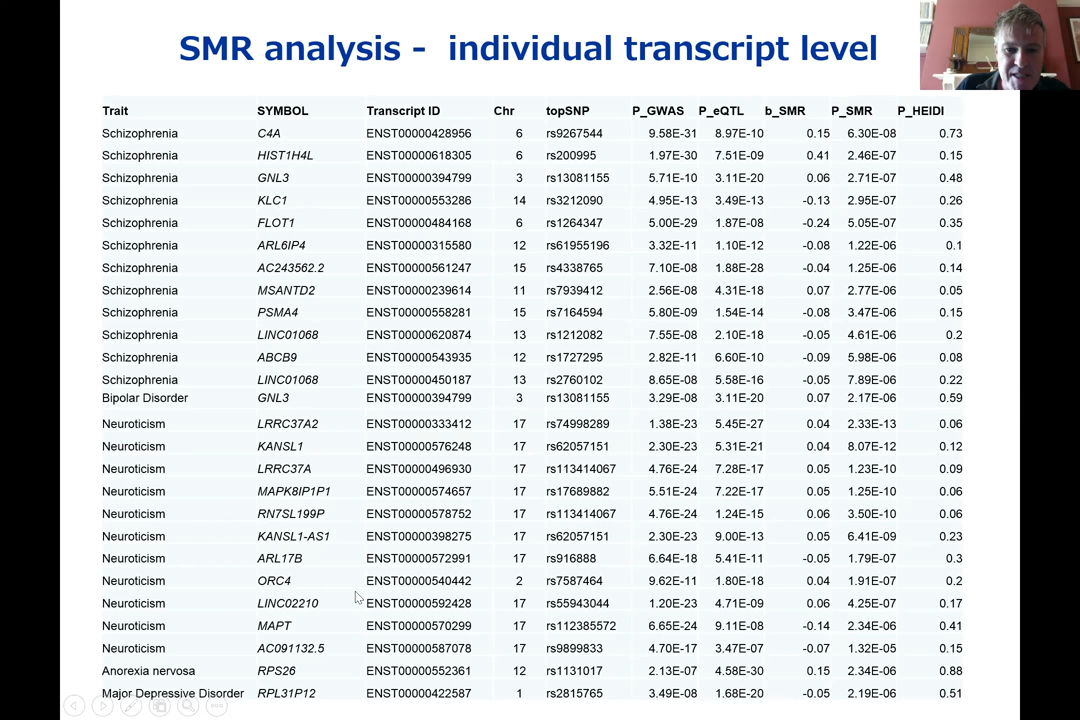 SMR analysis - individual transcript level
Trait SYMBOL Transcript ID Chr topSNP P_GWAS P_eQTL b_SMR P_SMR P_HEIDI
Schizophrenia C4A ENST00000428956 6 rs9267544 9.58E-31 8.97E-10 0.15 6.30E-08 0.73
Schizophrenia HIST1H4L ENST00000618305 6 rs200995 1.97E-30 7.51E-09 0.41 2.46E-07 0.15
Schizophrenia GNL3 ENST00000394799 3 rs13081155 5.71E-10 3.11E-20 0.06 2.71E-07 0.48
Schizophrenia KLC1 ENST00000553286 14 rs3212090 4.95E-13 3.49E-13 -0.13 2.95E-07 0.26
Schizophrenia FLOT1 ENST00000484168 6 rs1264347 5.00E-29 1.87E-08 -0.24 5.05E-07 0.35
Schizophrenia ARL6IP4 ENST00000315580 12 rs61955196 3.32E-11 1.10E-12 -0.08 1.22E-06 0.1
Schizophrenia AC243562.2 ENST00000561247 15 rs4338765 7.10E-08 1.88E-28 -0.04 1.25E-06 0.14
Schizophrenia MSANTD2 ENST00000239614 11 rs7939412 2.56E-08 4.31E-18 0.07 2.77E-06 0.05
Schizophrenia PSMA4 ENST00000558281 15 rs7164594 5.80E-09 1.54E-14 -0.08 3.47E-06 0.15
Schizophrenia LINC01068 ENST00000620874 13 rs1212082 7.55E-08 2.10E-18 -0.05 4.61E-06 0.2
Schizophrenia ABCB9 ENST00000543935 12 rs1727295 2.82E-11 6.60E-10 -0.09 5.98E-06 0.08
Schizophrenia LINC01068 ENST00000450187 13 rs2760102 8.65E-08 5.58E-16 -0.05 7.89E-06 0.22
Bipolar Disorder GNL3 ENST00000394799 3 rs13081155 3.29E-08 3.11E-20 0.07 2.17E-06 0.59
Neuroticism LRRC37A2 ENST00000333412 17 rs74998289 1.38E-23 5.45E-27 0.04 2.33E-13 0.06
Neuroticism KANSL1 ENST00000576248 17 rs62057151 2.30E-23 5.31E-21 0.04 8.07E-12 0.12
Neuroticism LRRC37A ENST00000496930 17 rs113414067 4.76E-24 7.28E-17 0.05 1.23E-10 0.09
Neuroticism MAPK8IP1P1 ENST00000574657 17 rs17689882 5.51E-24 7.22E-17 0.05 1.25E-10 0.06
Neuroticism RN7SL199P ENST00000578752 17 rs113414067 4.76E-24 1.24E-15 0.06 3.50E-10 0.06
Neuroticism KANSL1-AS1 ENST00000398275 17 rs62057151 2.30E-23 9.00E-13 0.05 6.41E-09 0.23
Neuroticism ARL17B ENST00000572991 17 rs916888 6.64E-18 5.41E-11 -0.05 1.79E-07 0.3
Neuroticism ORC4 ENST00000540442 2 rs7587464 9.62E-11 1.80E-18 0.04 1.91E-07 0.2
Neuroticism LINC02210 ENST00000592428 17 rs55943044 1.20E-23 4.71E-09 0.06 4.25E-07 0.17
Neuroticism MAPT ENST00000570299 17 rs112385572 6.65E-24 9.11E-08 -0.14 2.34E-06 0.41
Neuroticism AC091132.5 ENST00000587078 17 rs9899833 4.70E-17 3.47E-07 -0.07 1.32E-05 0.15
Anorexia nervosa RPS26 ENST00000552361 12 rs1131017 2.13E-07 4.58E-30 0.15 2.34E-06 0.88
Major Depressive Disorder RPL31P12 ENST00000422587 1 rs2815765 3.49E-08 1.68E-20 -0.05 2.19E-06 0.51